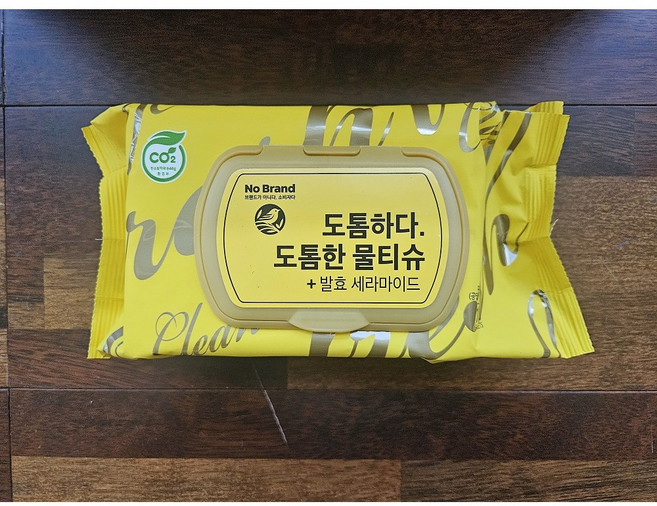 CO2
No Brand
브랜드가 아니다. 소비자다
도톰하다.
도톰한 물티슈
+ 발효 세라마이드
Clean